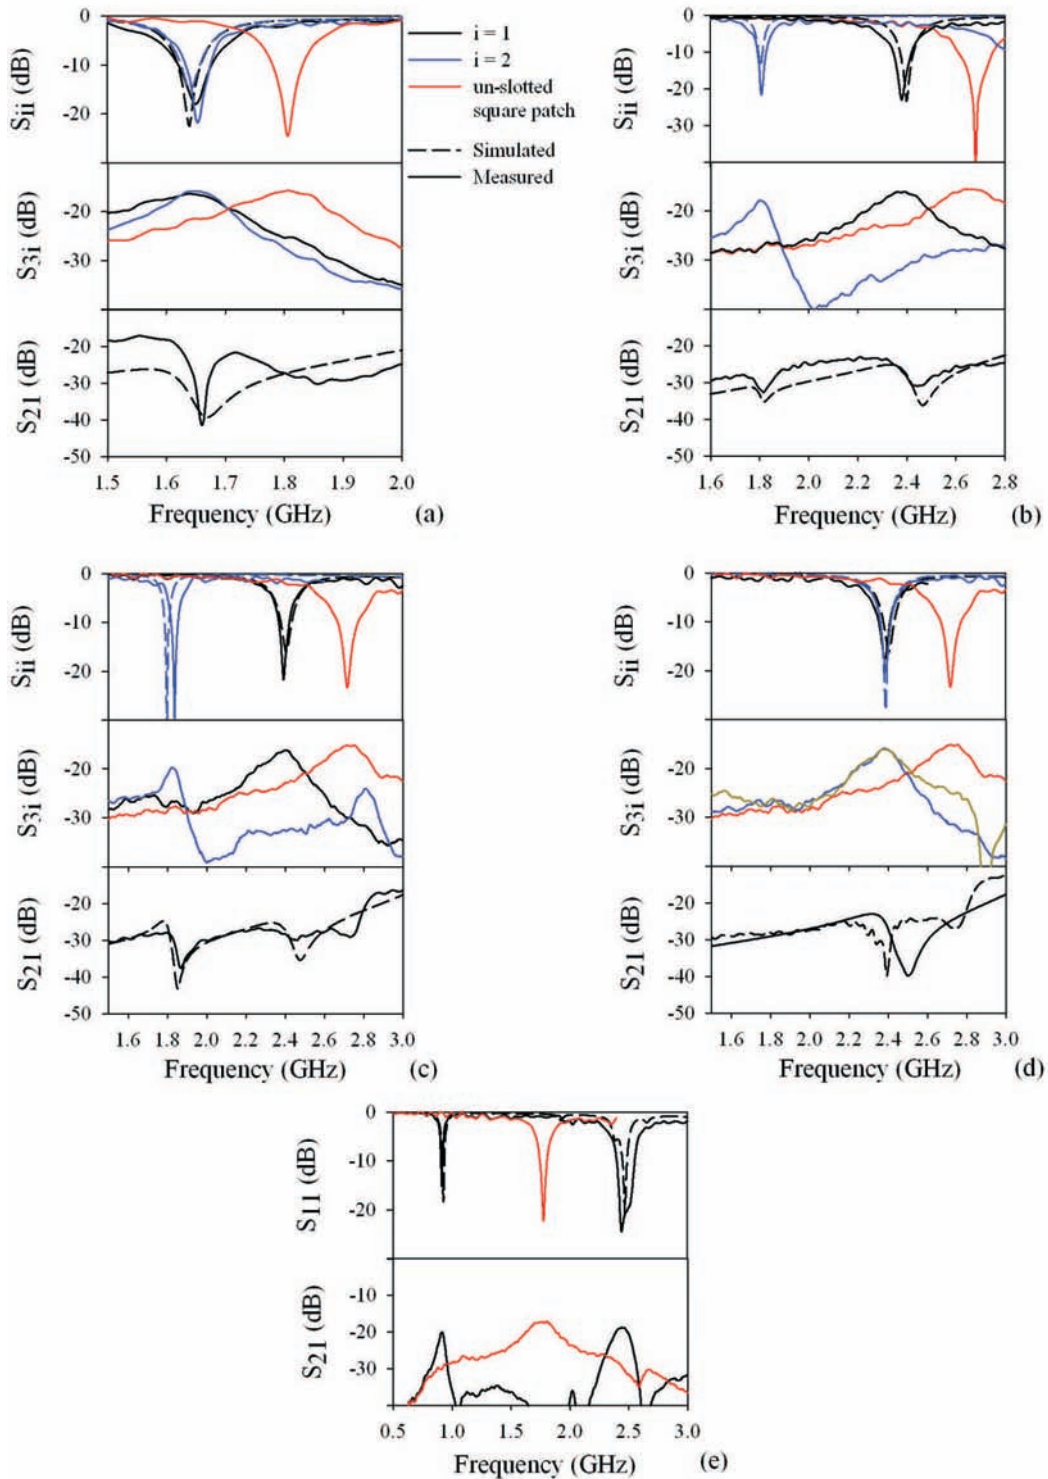 0
-10
-20
Sii (dB)
-20
-30
S3i (dB)
-20
-30
-40
-50
S21 (dB)
1.5 1.6 1.7 1.8 1.9 2.0
Frequency (GHz)
(a)
i = 1
i = 2
un-slotted
square patch
Simulated
Measured
0
-10
-20
-30
Sii (dB)
-20
-30
S3i (dB)
-20
-30
-40
-50
S21 (dB)
1.6 1.8 2.0 2.2 2.4 2.6 2.8
Frequency (GHz)
(b)
0
-10
-20
Sii (dB)
-20
-30
S3i (dB)
-20
-30
-40
-50
S21 (dB)
1.6 1.8 2.0 2.2 2.4 2.6 2.8 3.0
Frequency (GHz)
(c)
0
-10
-20
Sii (dB)
-20
-30
S3i (dB)
-20
-30
-40
-50
S21 (dB)
1.6 1.8 2.0 2.2 2.4 2.6 2.8 3.0
Frequency (GHz)
(d)
0
-10
-20
S11 (dB)
-10
-20
-30
S21 (dB)
0.5 1.0 1.5 2.0 2.5 3.0
Frequency (GHz)
(e)